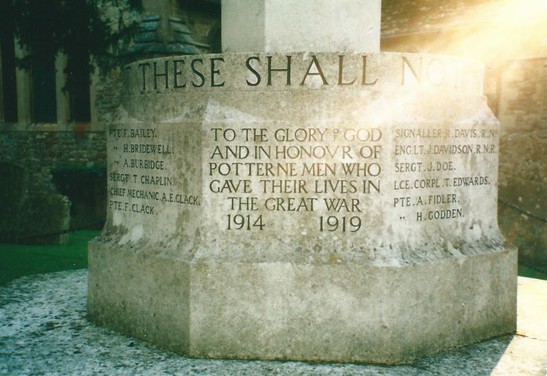 THESE SHALL NO
PTE F. BAILEY.
" H. BRIDEWELL.
" A. BURBIDGE.
SERGT T. CHAPLIN
CHIEF MECHANIC A.E. CLACK.
PTE F. CLACK.
TO THE GLORY OF GOD
AND IN HONOVR OF
POTTERNE MEN WHO
GAVE THEIR LIVES IN
THE GREAT WAR
1914 1919
SIGNALLER R. DAVIS. R.N.
ENG. LT. J. DAVIDSON. R.N.R.
SERGT. J. DOE.
LCE. CORPL. T. EDWARDS.
PTE. A. FIDLER.
" H. GODDEN.